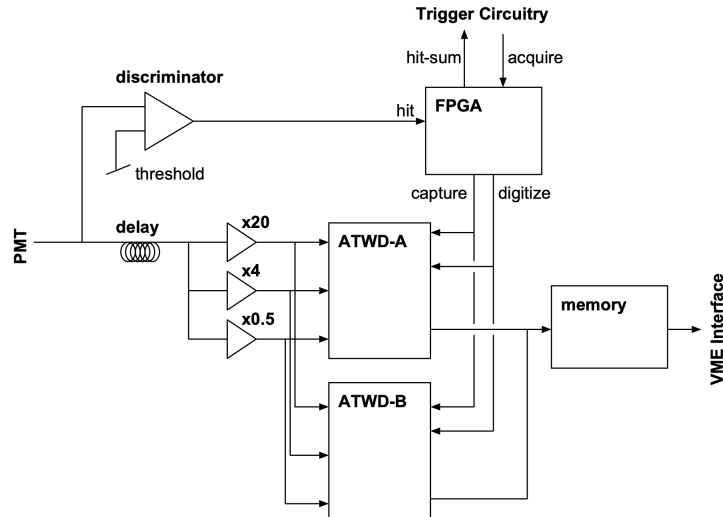 Trigger Circuitry
hit-sum
acquire
discriminator
FPGA
hit
threshold
capture
digitize
PMT
delay
x20
ATWD-A
x4
x0.5
memory
VME Interface
ATWD-B